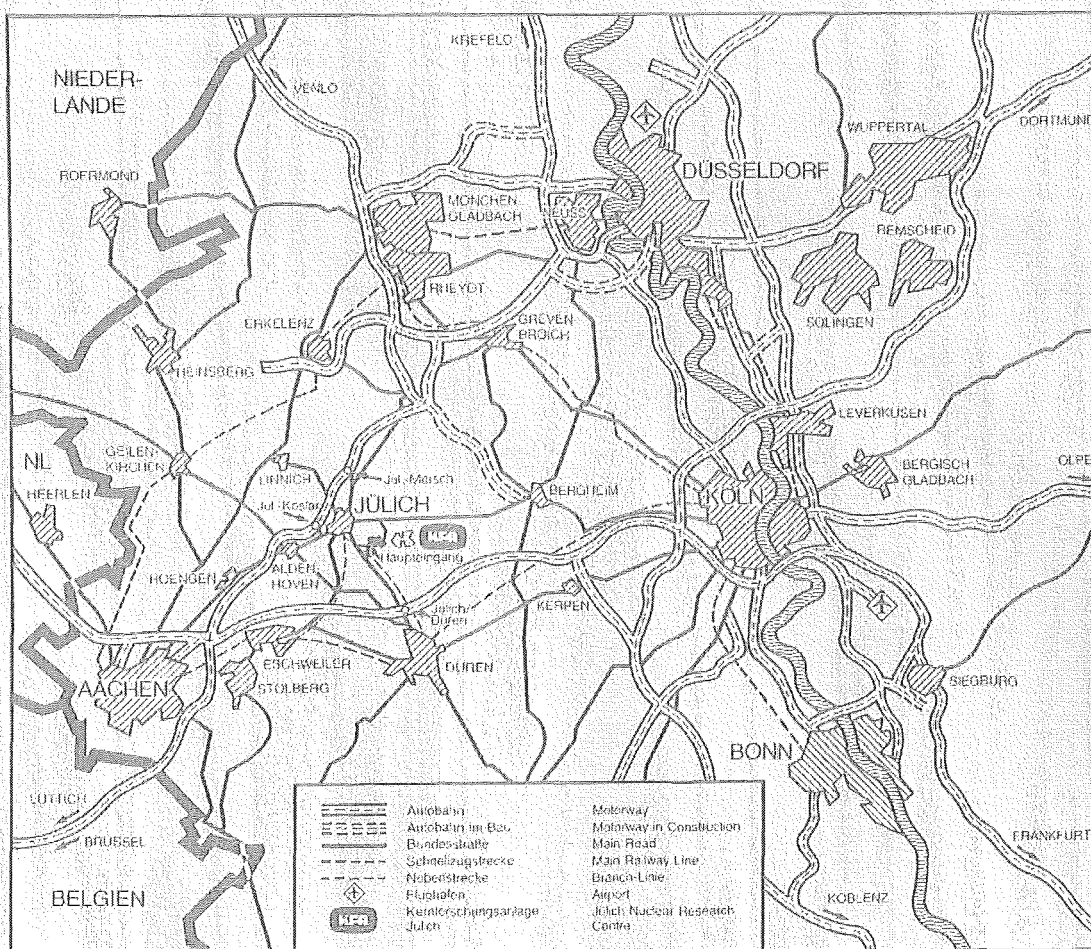 KREFELD
NIEDER-
LANDE
VENLO
DORTMUND
WUPPERTAL
ROERMOND
DÜSSELDORF
MÖNCHEN
GLADBACH
NEUSS
REMSCHEID
RHEYDT
SOLINGEN
ERKELENZ
GREVEN
BROICH
HEINSBERG
LEVERKUSEN
NL
GEILEN-
KIRCHEN
HEERLEN
LINNICH
Jül.-Mersch
BERGHEIM
KÖLN
BERGISCH
GLADBACH
OLPE
Jül.-Koslar
JÜLICH
KFA
Haupteingang
HOENGEN
ALDEN
HOVEN
Jülich/
Düren
KERPEN
ESCHWEILER
DÜREN
AACHEN
STOLBERG
SIEGBURG
BONN
LÜTTICH
BRÜSSEL
FRANKFURT
BELGIEN
KOBLENZ
Autobahn Motorway
Autobahn im Bau Motorway in Construction
Bundesstraße Main Road
Schnellzugstrecke Main Railway Line
Nebenstrecke Branch-Line
Flughafen Airport
KFA Kernforschungsanlage Jülich Nuclear Research
Jülich Centre